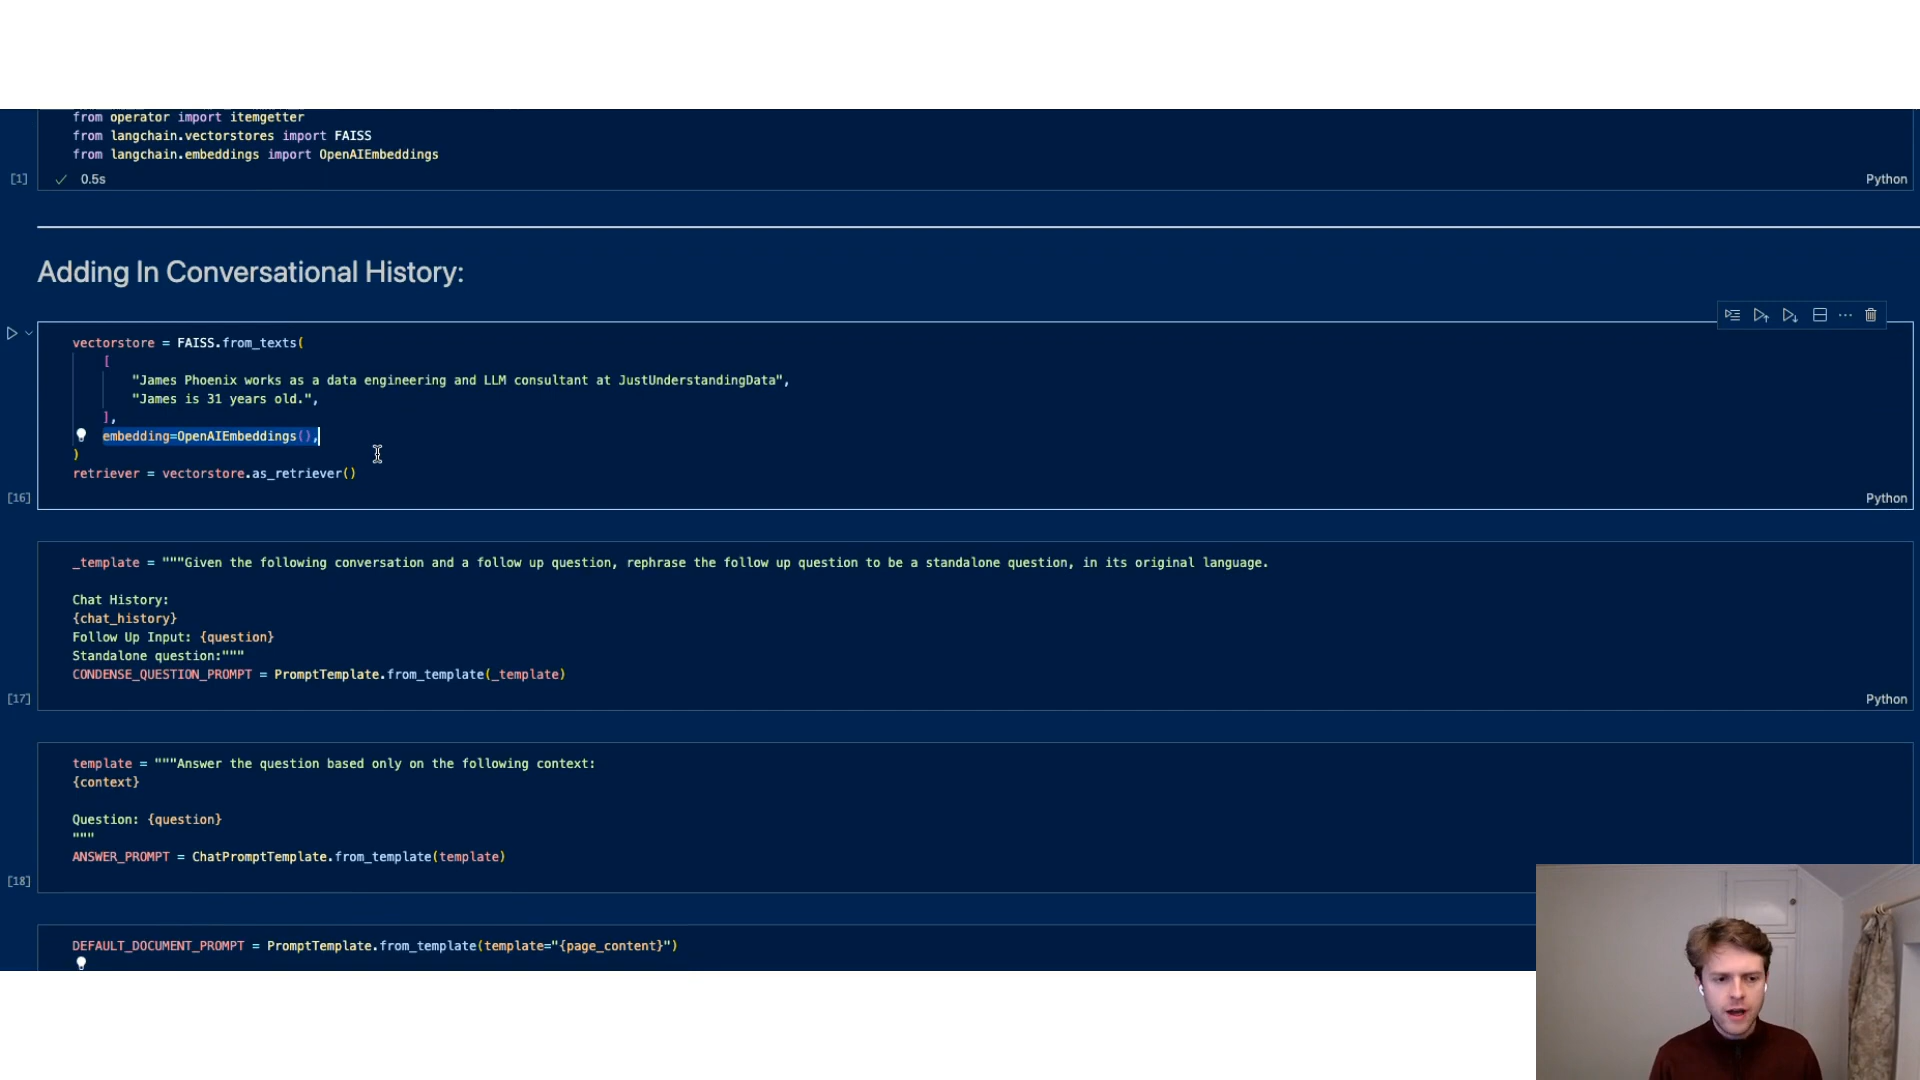 from operator import itemgetter
from langchain.vectorstores import FAISS
from langchain.embeddings import OpenAIEmbeddings
[1] 0.5s Python
Adding In Conversational History:
vectorstore = FAISS.from_texts(
[
"James Phoenix works as a data engineering and LLM consultant at JustUnderstandingData",
"James is 31 years old.",
],
embedding=OpenAIEmbeddings(),
)
retriever = vectorstore.as_retriever()
[16] Python
_template = """Given the following conversation and a follow up question, rephrase the follow up question to be a standalone question, in its original language.
Chat History:
{chat_history}
Follow Up Input: {question}
Standalone question:"""
CONDENSE_QUESTION_PROMPT = PromptTemplate.from_template(_template)
[17] Python
template = """Answer the question based only on the following context:
{context}
Question: {question}
"""
ANSWER_PROMPT = ChatPromptTemplate.from_template(template)
[18]
DEFAULT_DOCUMENT_PROMPT = PromptTemplate.from_template(template="{page_content}")